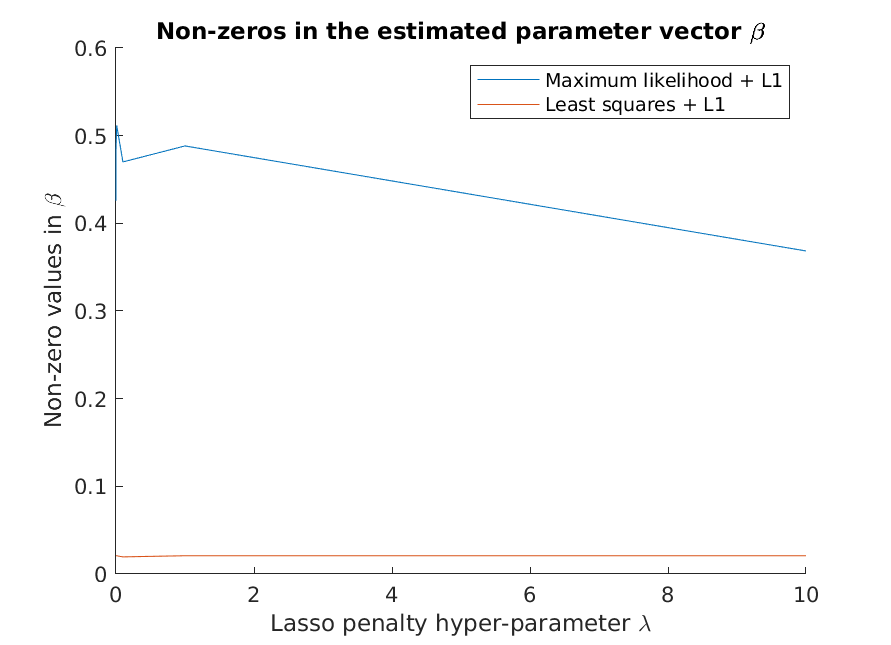 Non-zeros in the estimated parameter vector β
Maximum likelihood + L1
Least squares + L1
Non-zero values in β
0.6
0.5
0.4
0.3
0.2
0.1
0
0 2 4 6 8 10
Lasso penalty hyper-parameter λ